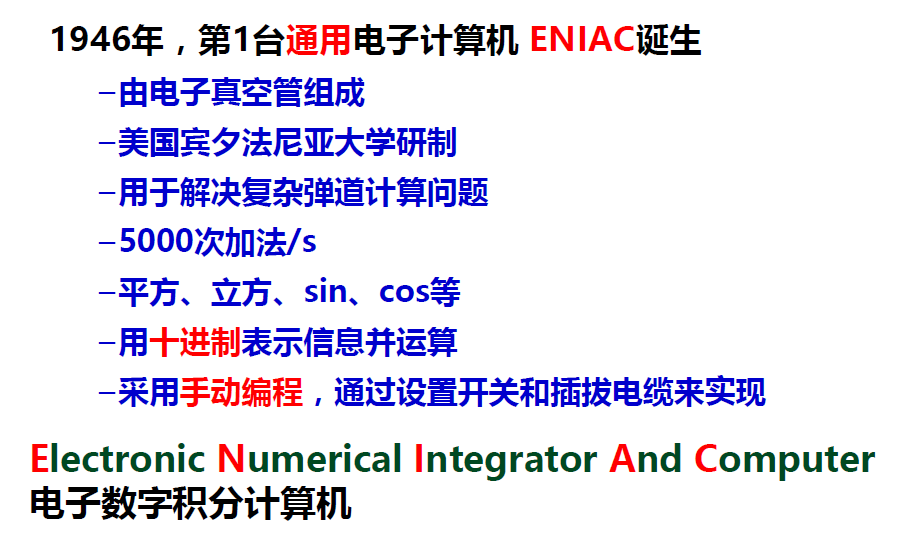 1946年，第1台通用电子计算机 ENIAC诞生
–由电子真空管组成
–美国宾夕法尼亚大学研制
–用于解决复杂弹道计算问题
–5000次加法/s
–平方、立方、sin、cos等
–用十进制表示信息并运算
–采用手动编程，通过设置开关和插拔电缆来实现
Electronic Numerical Integrator And Computer
电子数字积分计算机